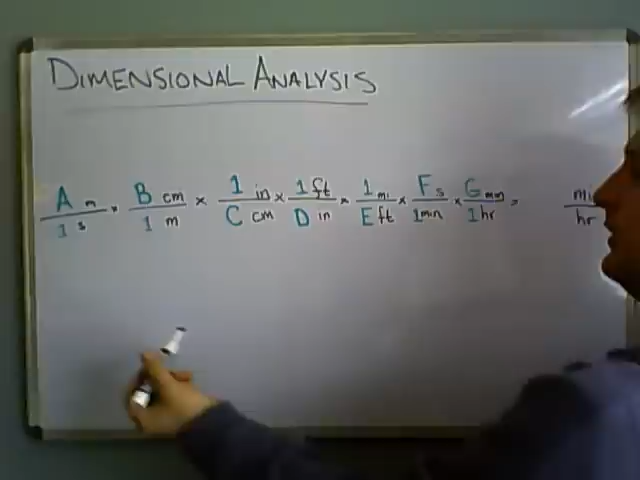 DIMENSIONAL ANALYSIS
A m × B cm × 1 in × 1 ft × 1 mi × F s × G min = mi
1 s 1 m C cm D in E ft 1 min 1 hr hr